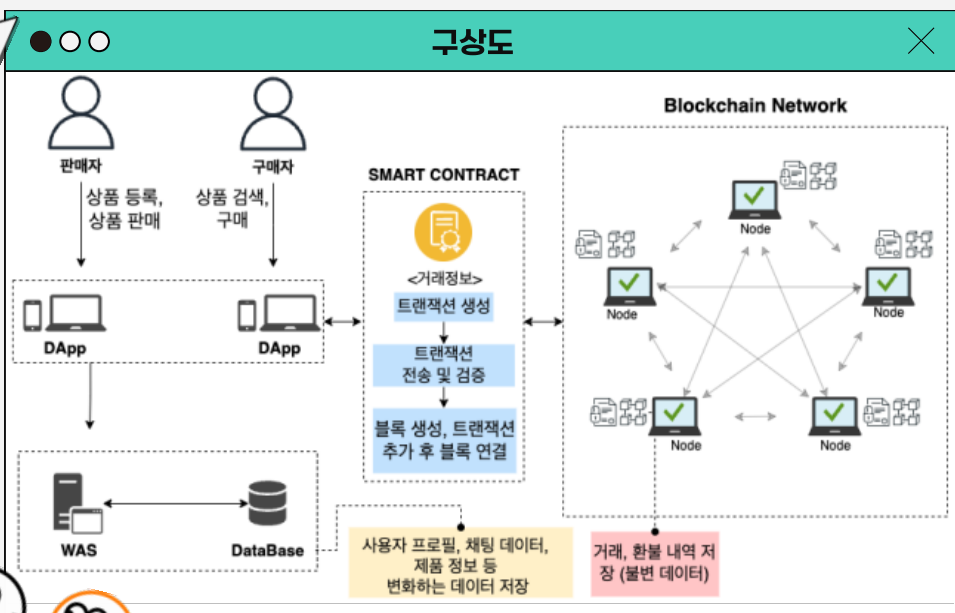 구상도
Blockchain Network
판매자
구매자
SMART CONTRACT
상품 등록,
상품 판매
상품 검색,
구매
<거래정보>
트랜잭션 생성
트랜잭션
전송 및 검증
블록 생성, 트랜잭션
추가 후 블록 연결
DApp
DApp
Node
Node
Node
Node
Node
WAS
DataBase
사용자 프로필, 채팅 데이터,
제품 정보 등
변화하는 데이터 저장
거래, 환불 내역 저
장 (불변 데이터)